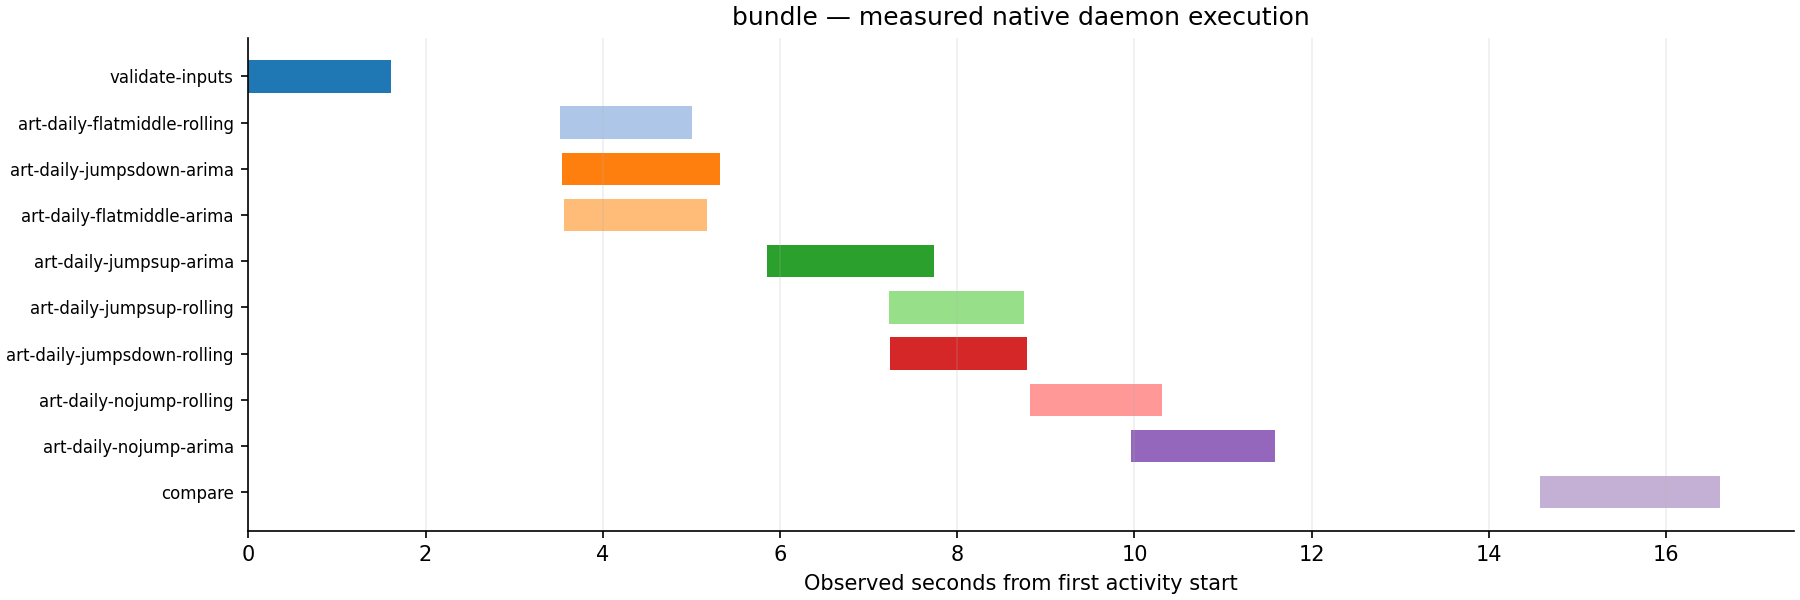 bundle — measured native daemon execution
validate-inputs
art-daily-flatmiddle-rolling
art-daily-jumpsdown-arima
art-daily-flatmiddle-arima
art-daily-jumpsup-arima
art-daily-jumpsup-rolling
art-daily-jumpsdown-rolling
art-daily-nojump-rolling
art-daily-nojump-arima
compare
0 2 4 6 8 10 12 14 16
Observed seconds from first activity start